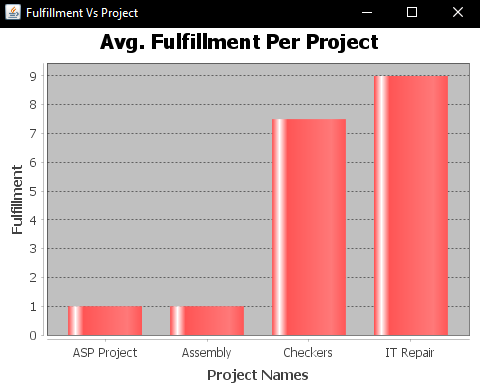 Fulfillment Vs Project
Avg. Fulfillment Per Project
Fulfillment
9
8
7
6
5
4
3
2
1
0
ASP Project Assembly Checkers IT Repair
Project Names